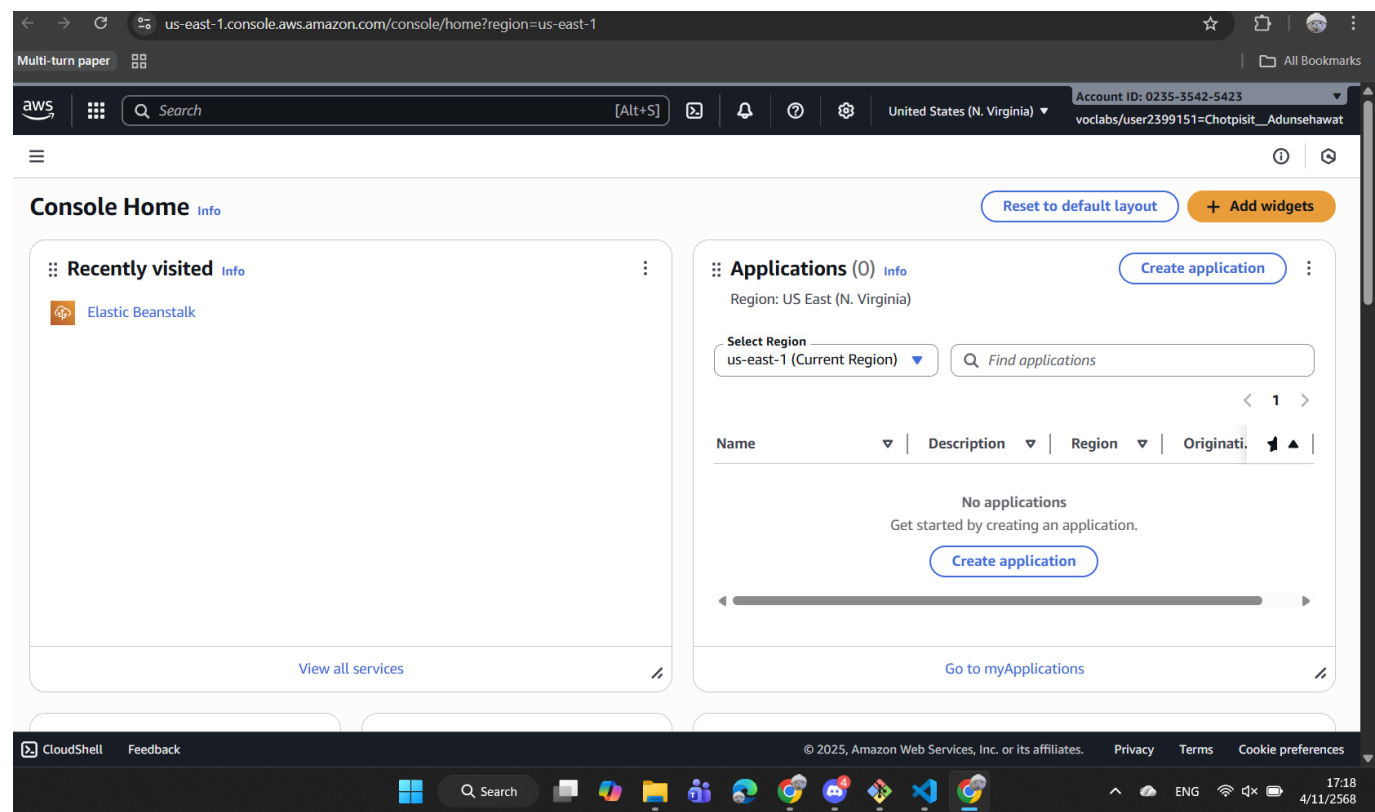 us-east-1.console.aws.amazon.com/console/home?region=us-east-1
Multi-turn paper
All Bookmarks
aws
Search
[Alt+S]
United States (N. Virginia)
Account ID: 0235-3542-5423
voclabs/user2399151=Chotpisit__Adunsehawat
Console Home Info
Reset to default layout
+ Add widgets
Recently visited Info
Elastic Beanstalk
View all services
Applications (0) Info
Create application
Region: US East (N. Virginia)
Select Region
us-east-1 (Current Region)
Find applications
1
Name
Description
Region
Originati.
No applications
Get started by creating an application.
Create application
Go to myApplications
CloudShell
Feedback
© 2025, Amazon Web Services, Inc. or its affiliates.
Privacy
Terms
Cookie preferences
Search
4
ENG
17:18
4/11/2568